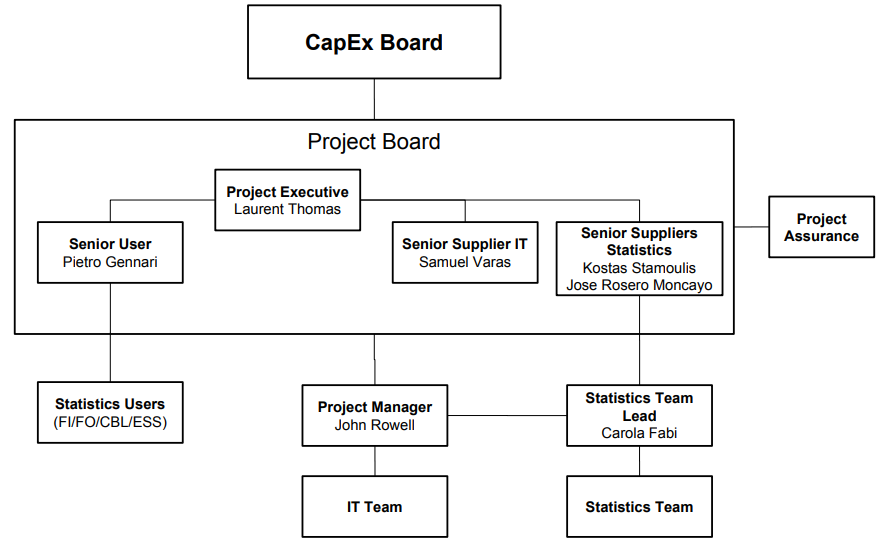 CapEx Board
Project Board
Project Executive
Laurent Thomas
Senior User
Pietro Gennari
Senior Supplier IT
Samuel Varas
Senior Suppliers
Statistics
Kostas Stamoulis
Jose Rosero Moncayo
Project
Assurance
Statistics Users
(FI/FO/CBL/ESS)
Project Manager
John Rowell
Statistics Team
Lead
Carola Fabi
IT Team
Statistics Team